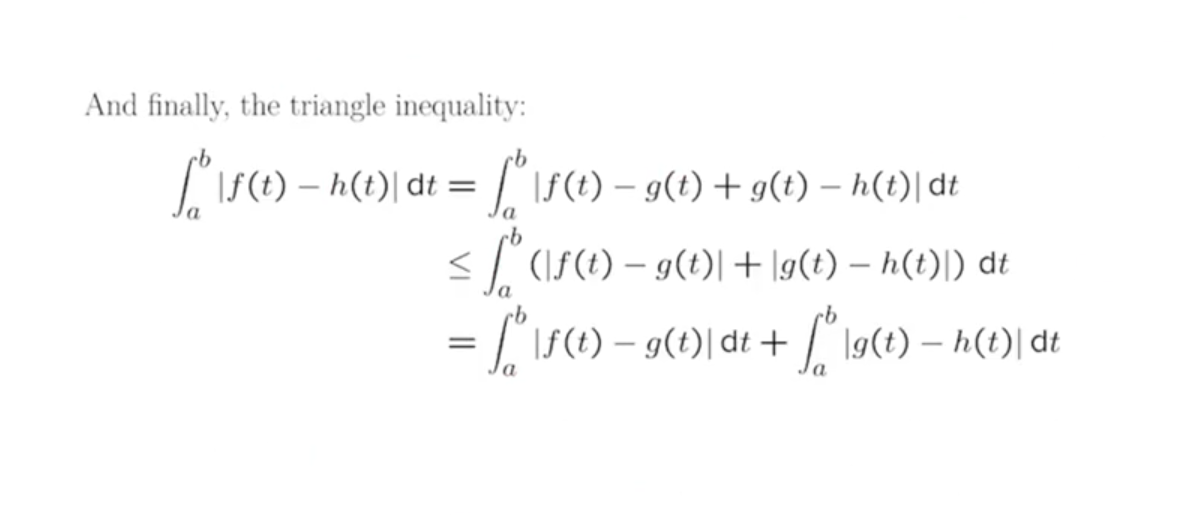 And finally, the triangle inequality:
∫_a^b |f(t) − h(t)| dt = ∫_a^b |f(t) − g(t) + g(t) − h(t)| dt
≤ ∫_a^b (|f(t) − g(t)| + |g(t) − h(t)|) dt
= ∫_a^b |f(t) − g(t)| dt + ∫_a^b |g(t) − h(t)| dt